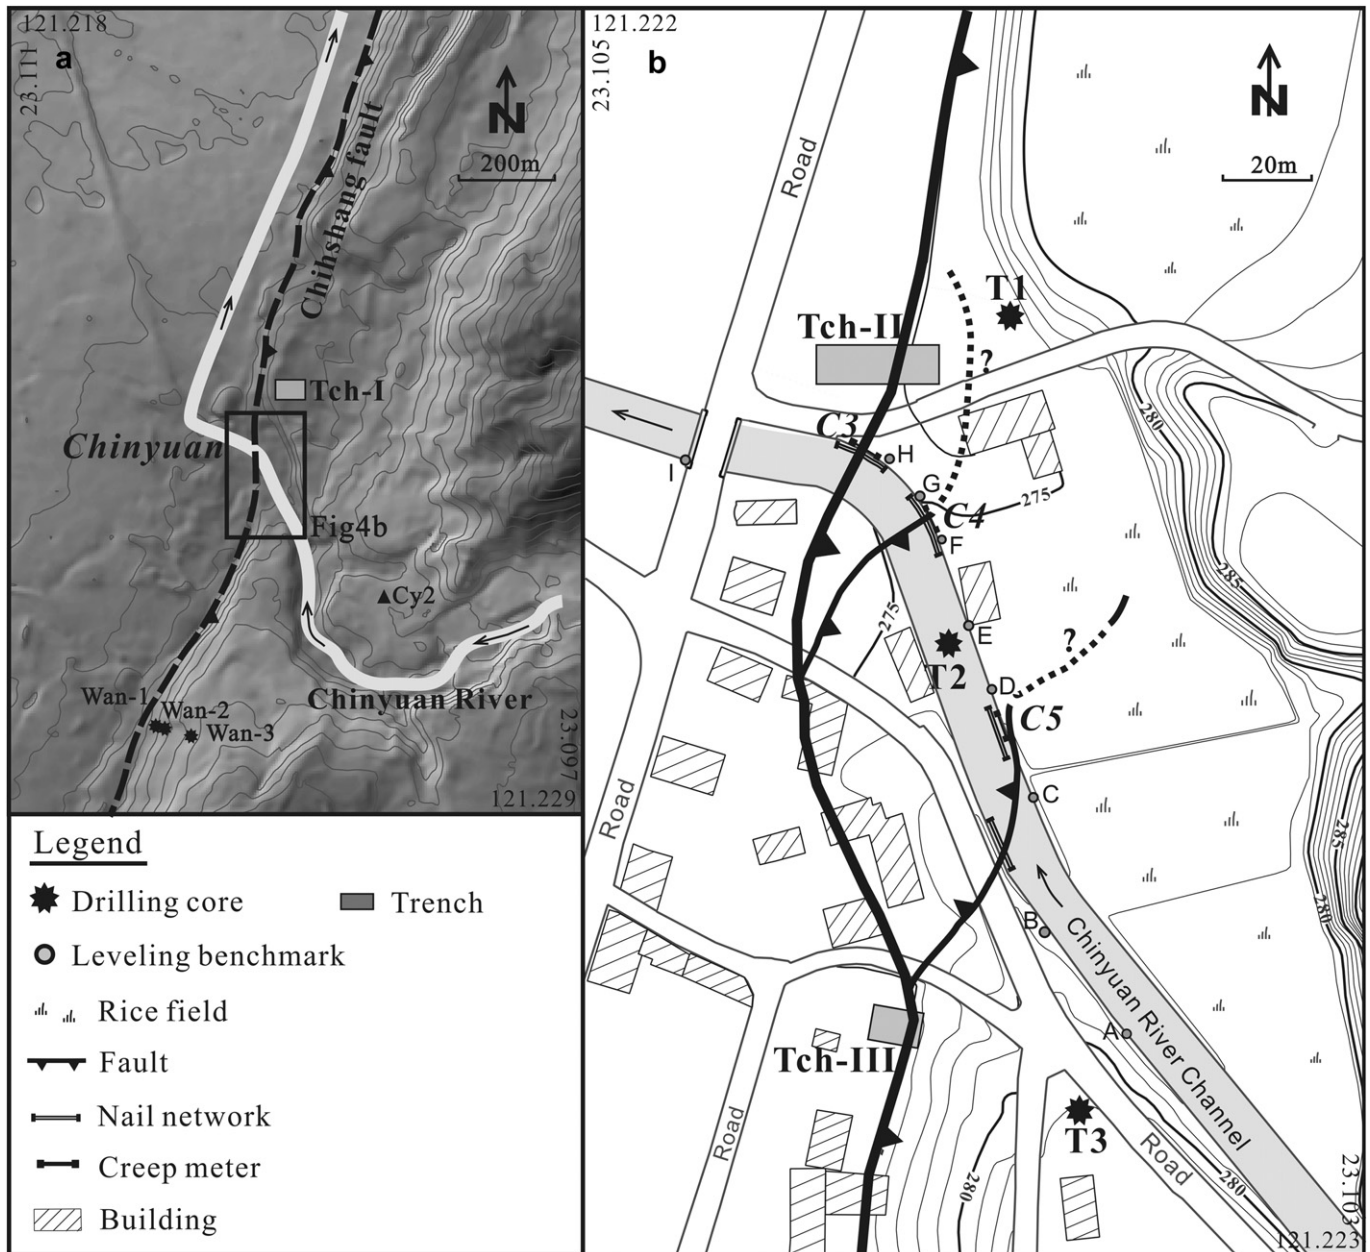 121.218
a
23.111
N
200m
Chihshang fault
Tch-I
Chinyuan
Fig4b
Cy2
Chinyuan River
Wan-1
Wan-2
Wan-3
23.097
121.229
Legend
Drilling core
Trench
Leveling benchmark
Rice field
Fault
Nail network
Creep meter
Building
121.222
b
23.105
N
20m
Road
T1
Tch-II
?
280
C3
H
I
G
275
C4
F
285
275
E
?
T2
D
C5
C
Road
285
280
B
Chinyuan River Channel
A
Tch-III
T3
Road
Road
280
280
23.103
121.223